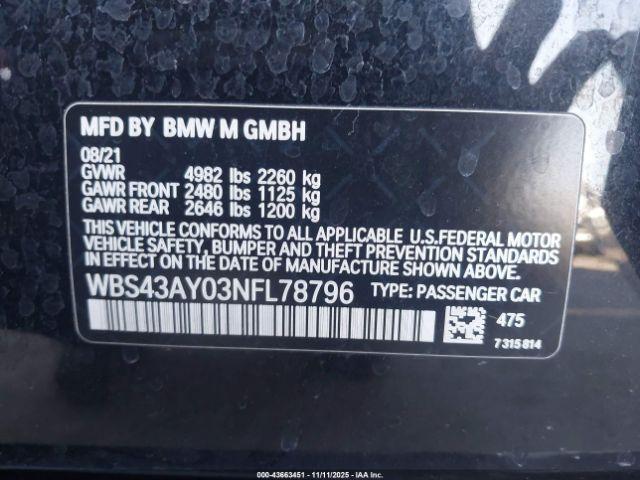 MFD BY BMW M GMBH
08/21
GVWR 4982 lbs 2260 kg
GAWR FRONT 2480 lbs 1125 kg
GAWR REAR 2646 lbs 1200 kg
THIS VEHICLE CONFORMS TO ALL APPLICABLE U.S.FEDERAL MOTOR
VEHICLE SAFETY, BUMPER AND THEFT PREVENTION STANDARDS
IN EFFECT ON THE DATE OF MANUFACTURE SHOWN ABOVE.
WBS43AY03NFL78796 TYPE: PASSENGER CAR
475
7 315 814
000-43663451 - 11/11/2025 - IAA Inc.